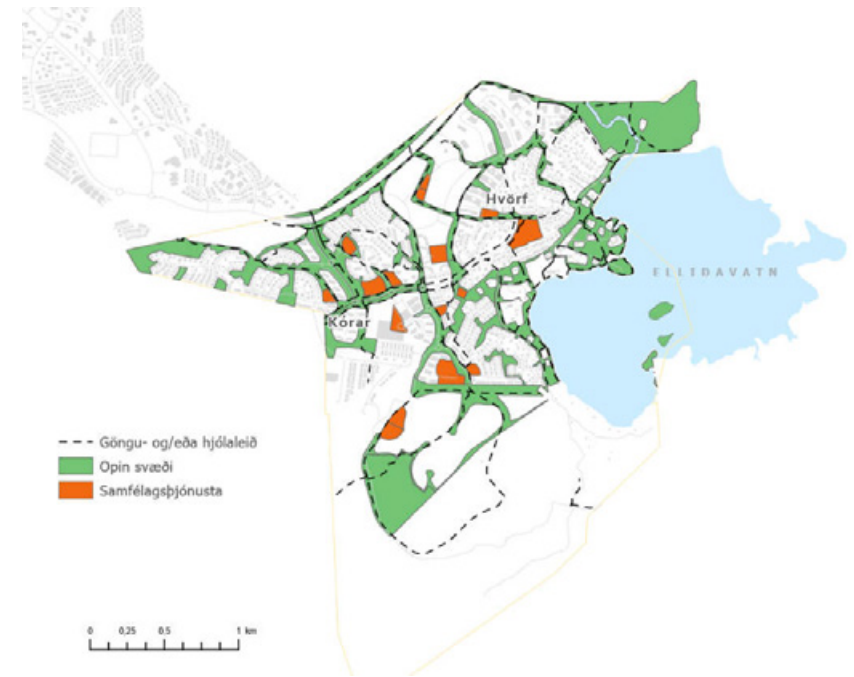 Hvörf
ELLIÐAVATN
Kórar
Göngu- og/eða hjólaleið
Opin svæði
Samfélagsþjónusta
0 0,25 0,5 1 km